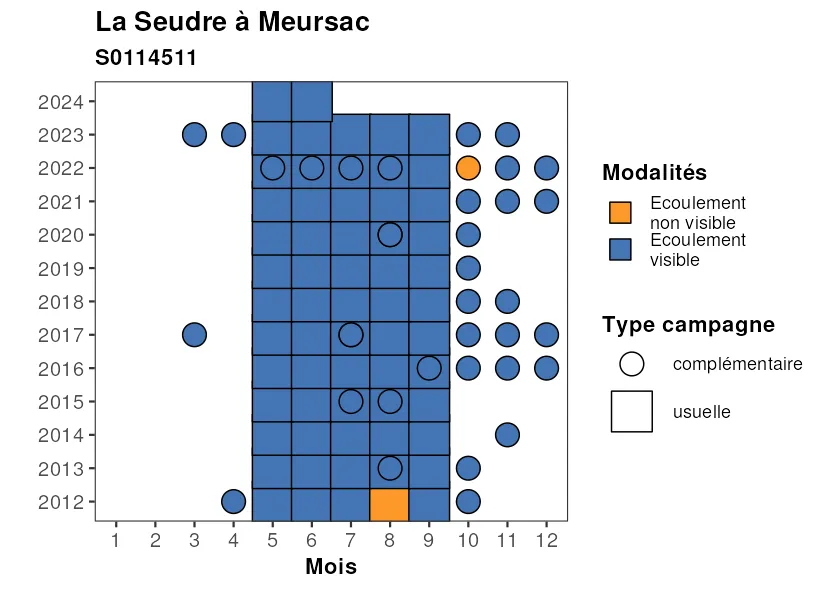 La Seudre à Meursac
S0114511
2024
2023
2022
2021
2020
2019
2018
2017
2016
2015
2014
2013
2012
1 2 3 4 5 6 7 8 9 10 11 12
Mois
Modalités
Ecoulement
non visible
Ecoulement
visible
Type campagne
complémentaire
usuelle